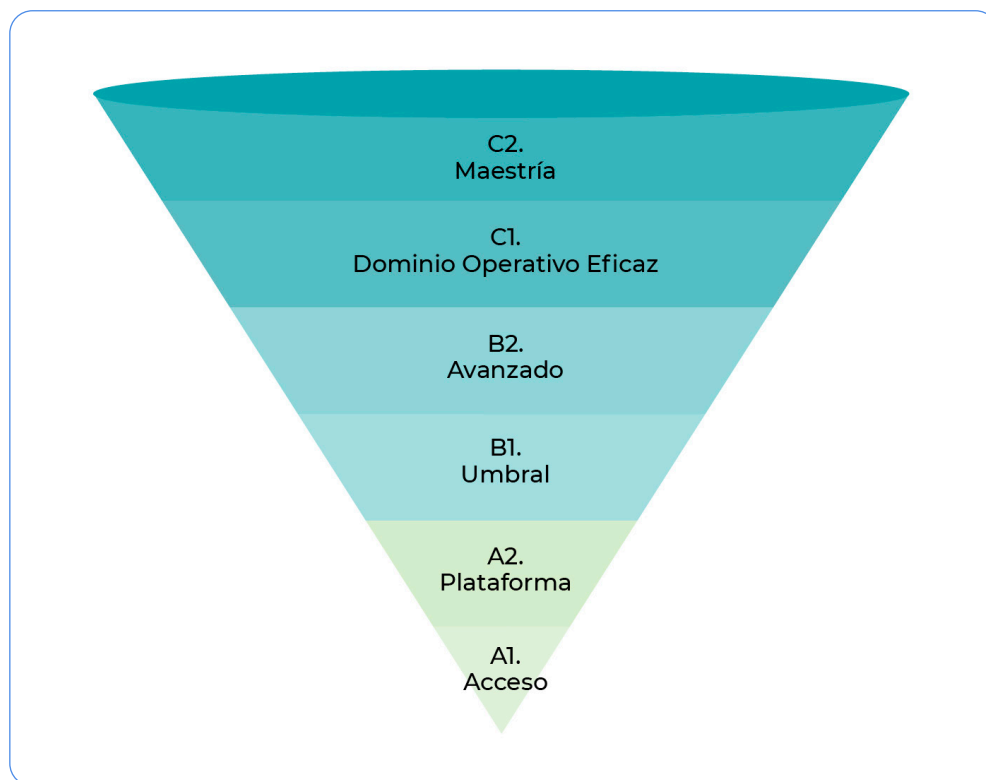 C2.
Maestría
C1.
Dominio Operativo Eficaz
B2.
Avanzado
B1.
Umbral
A2.
Plataforma
A1.
Acceso